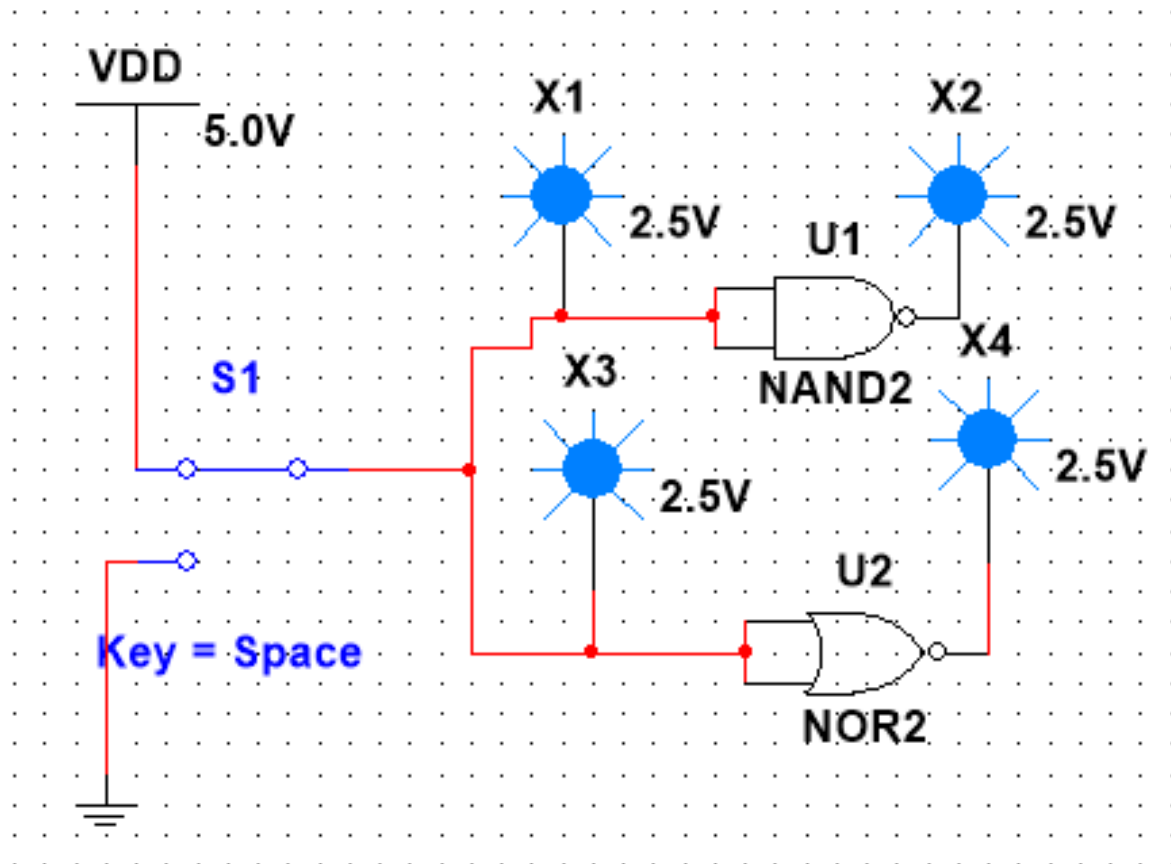 VDD
5.0V
X1
2.5V
X2
2.5V
U1
NAND2
S1
X3
2.5V
X4
2.5V
U2
NOR2
Key = Space